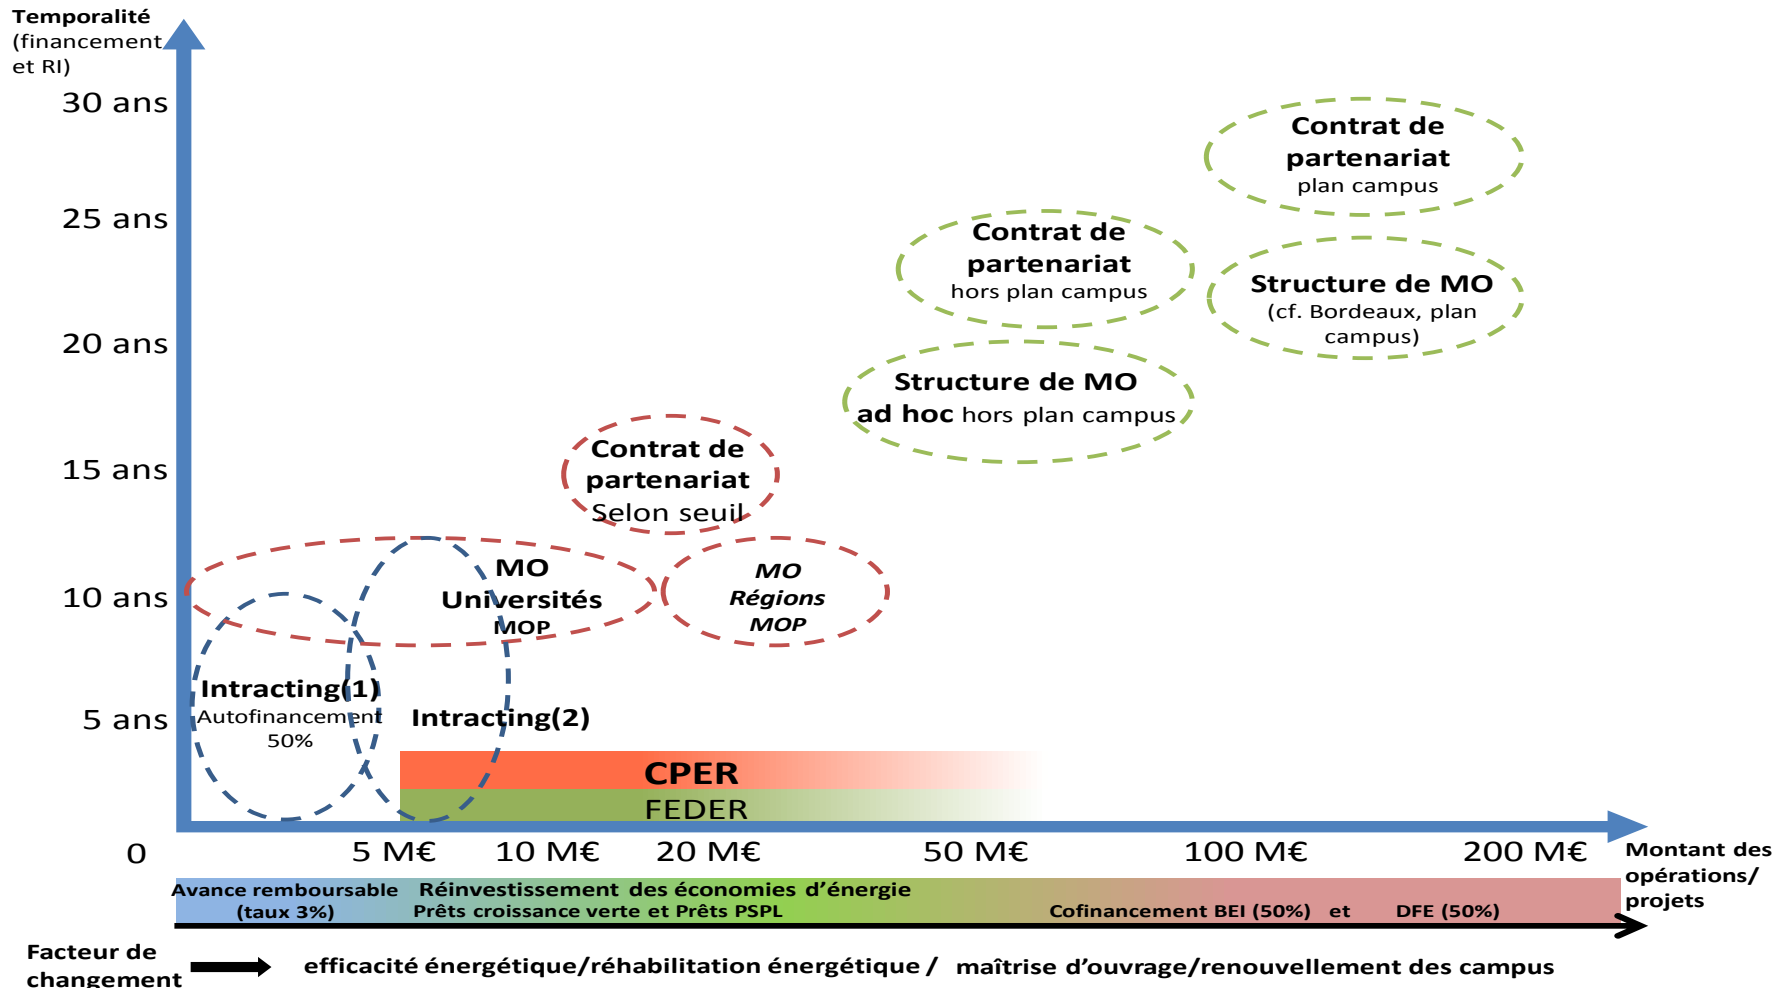 Temporalité
(financement
et RI)
30 ans
25 ans
20 ans
15 ans
10 ans
5 ans
0
Contrat de
partenariat
plan campus
Contrat de
partenariat
hors plan campus
Structure de MO
(cf. Bordeaux, plan
campus)
Structure de MO
ad hoc hors plan campus
Contrat de
partenariat
Selon seuil
MO
Universités
MOP
MO
Régions
MOP
Intracting(1)
Autofinancement
50%
Intracting(2)
CPER
FEDER
5 M€
10 M€
20 M€
50 M€
100 M€
200 M€
Montant des
opérations/
projets
Avance remboursable
(taux 3%)
Réinvestissement des économies d’énergie
Prêts croissance verte et Prêts PSPL
Cofinancement BEI (50%) et DFE (50%)
Facteur de
changement
efficacité énergétique/réhabilitation énergétique / maîtrise d’ouvrage/renouvellement des campus